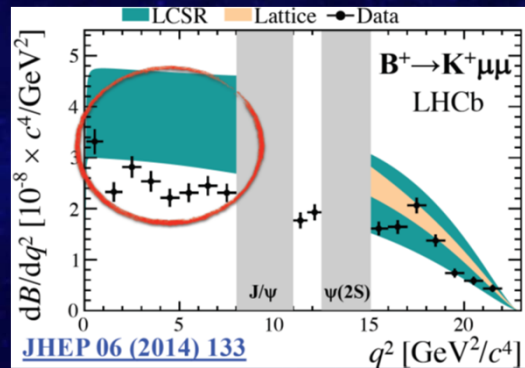 LCSR Lattice Data
dB/dq² [10⁻⁸ × c⁴/GeV²]
5
4
3
2
1
0
B⁺→K⁺μμ
LHCb
J/ψ ψ(2S)
0 5 10 15 20
JHEP 06 (2014) 133 q² [GeV²/c⁴]